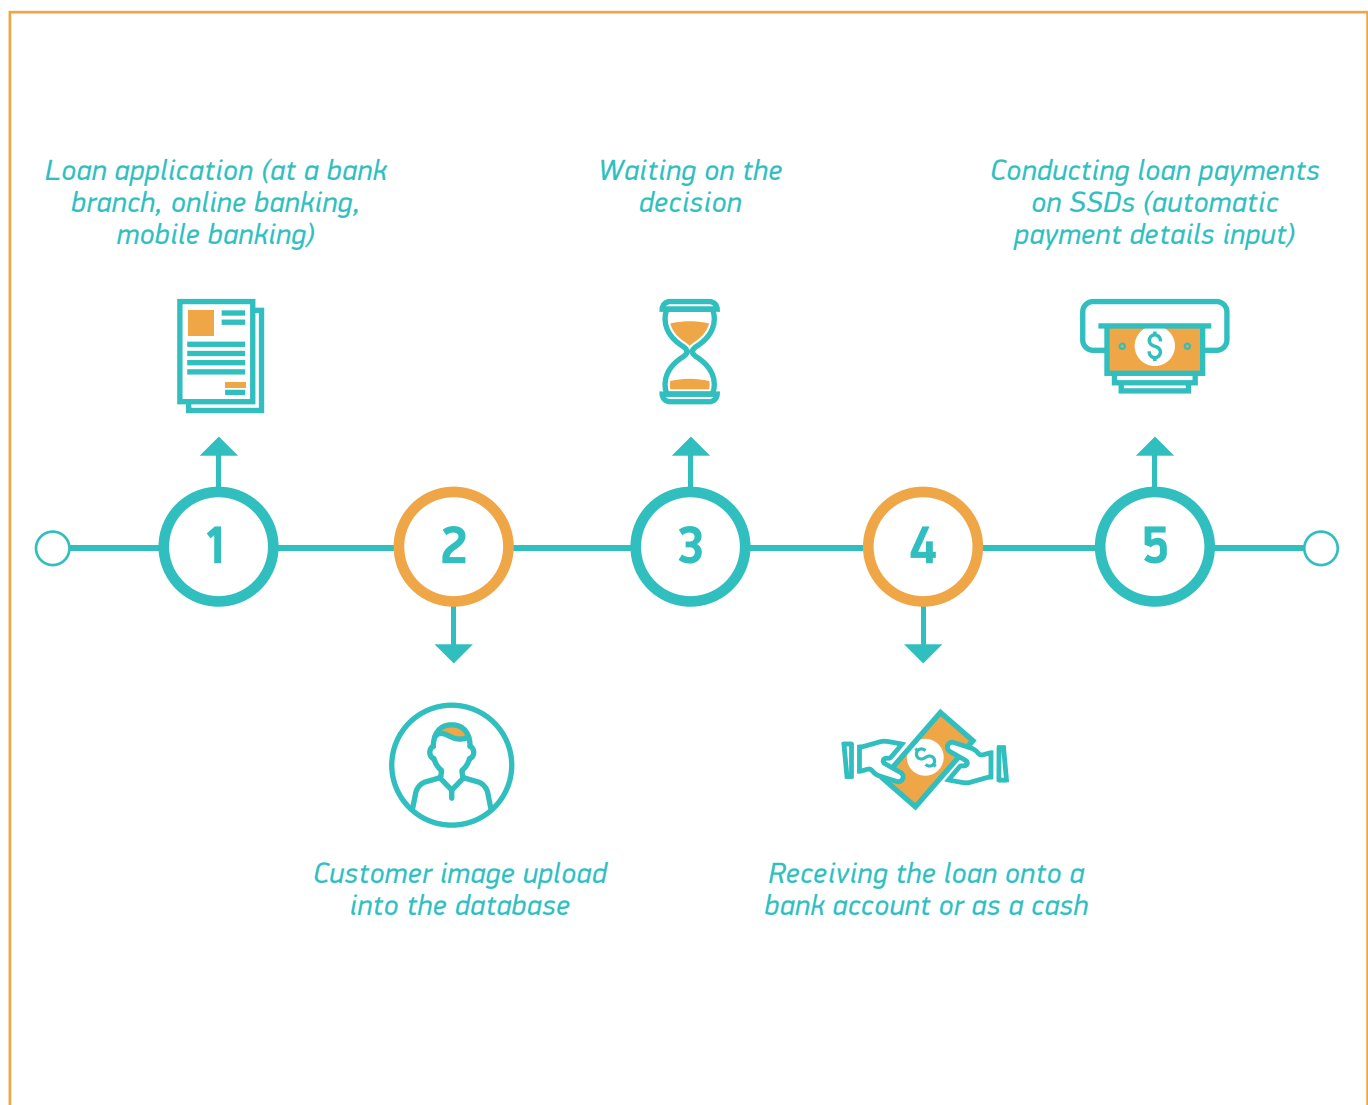 Loan application (at a bank
branch, online banking,
mobile banking)
Waiting on the
decision
Conducting loan payments
on SSDs (automatic
payment details input)
$
1
2
3
4
5
$
Customer image upload
into the database
Receiving the loan onto a
bank account or as a cash